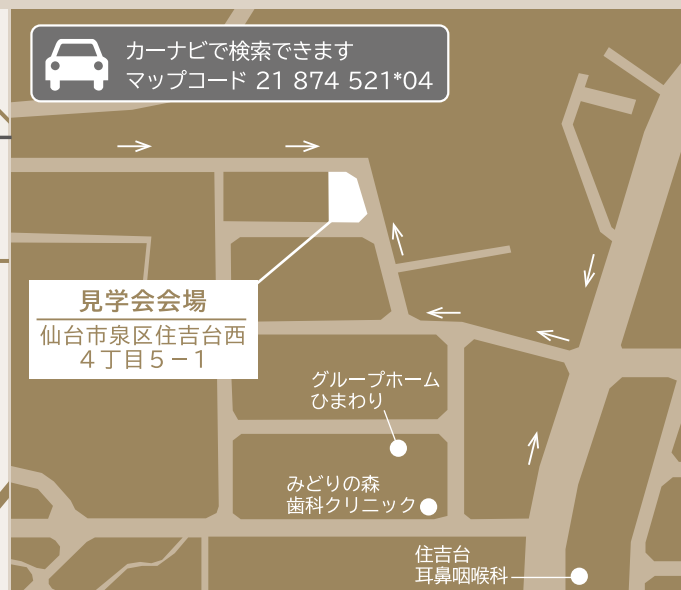 カーナビで検索できます
マップコード 21 874 521*04
見学会会場
仙台市泉区住吉台西
4丁目5−1
グループホーム
ひまわり
みどりの森
歯科クリニック
住吉台
耳鼻咽喉科